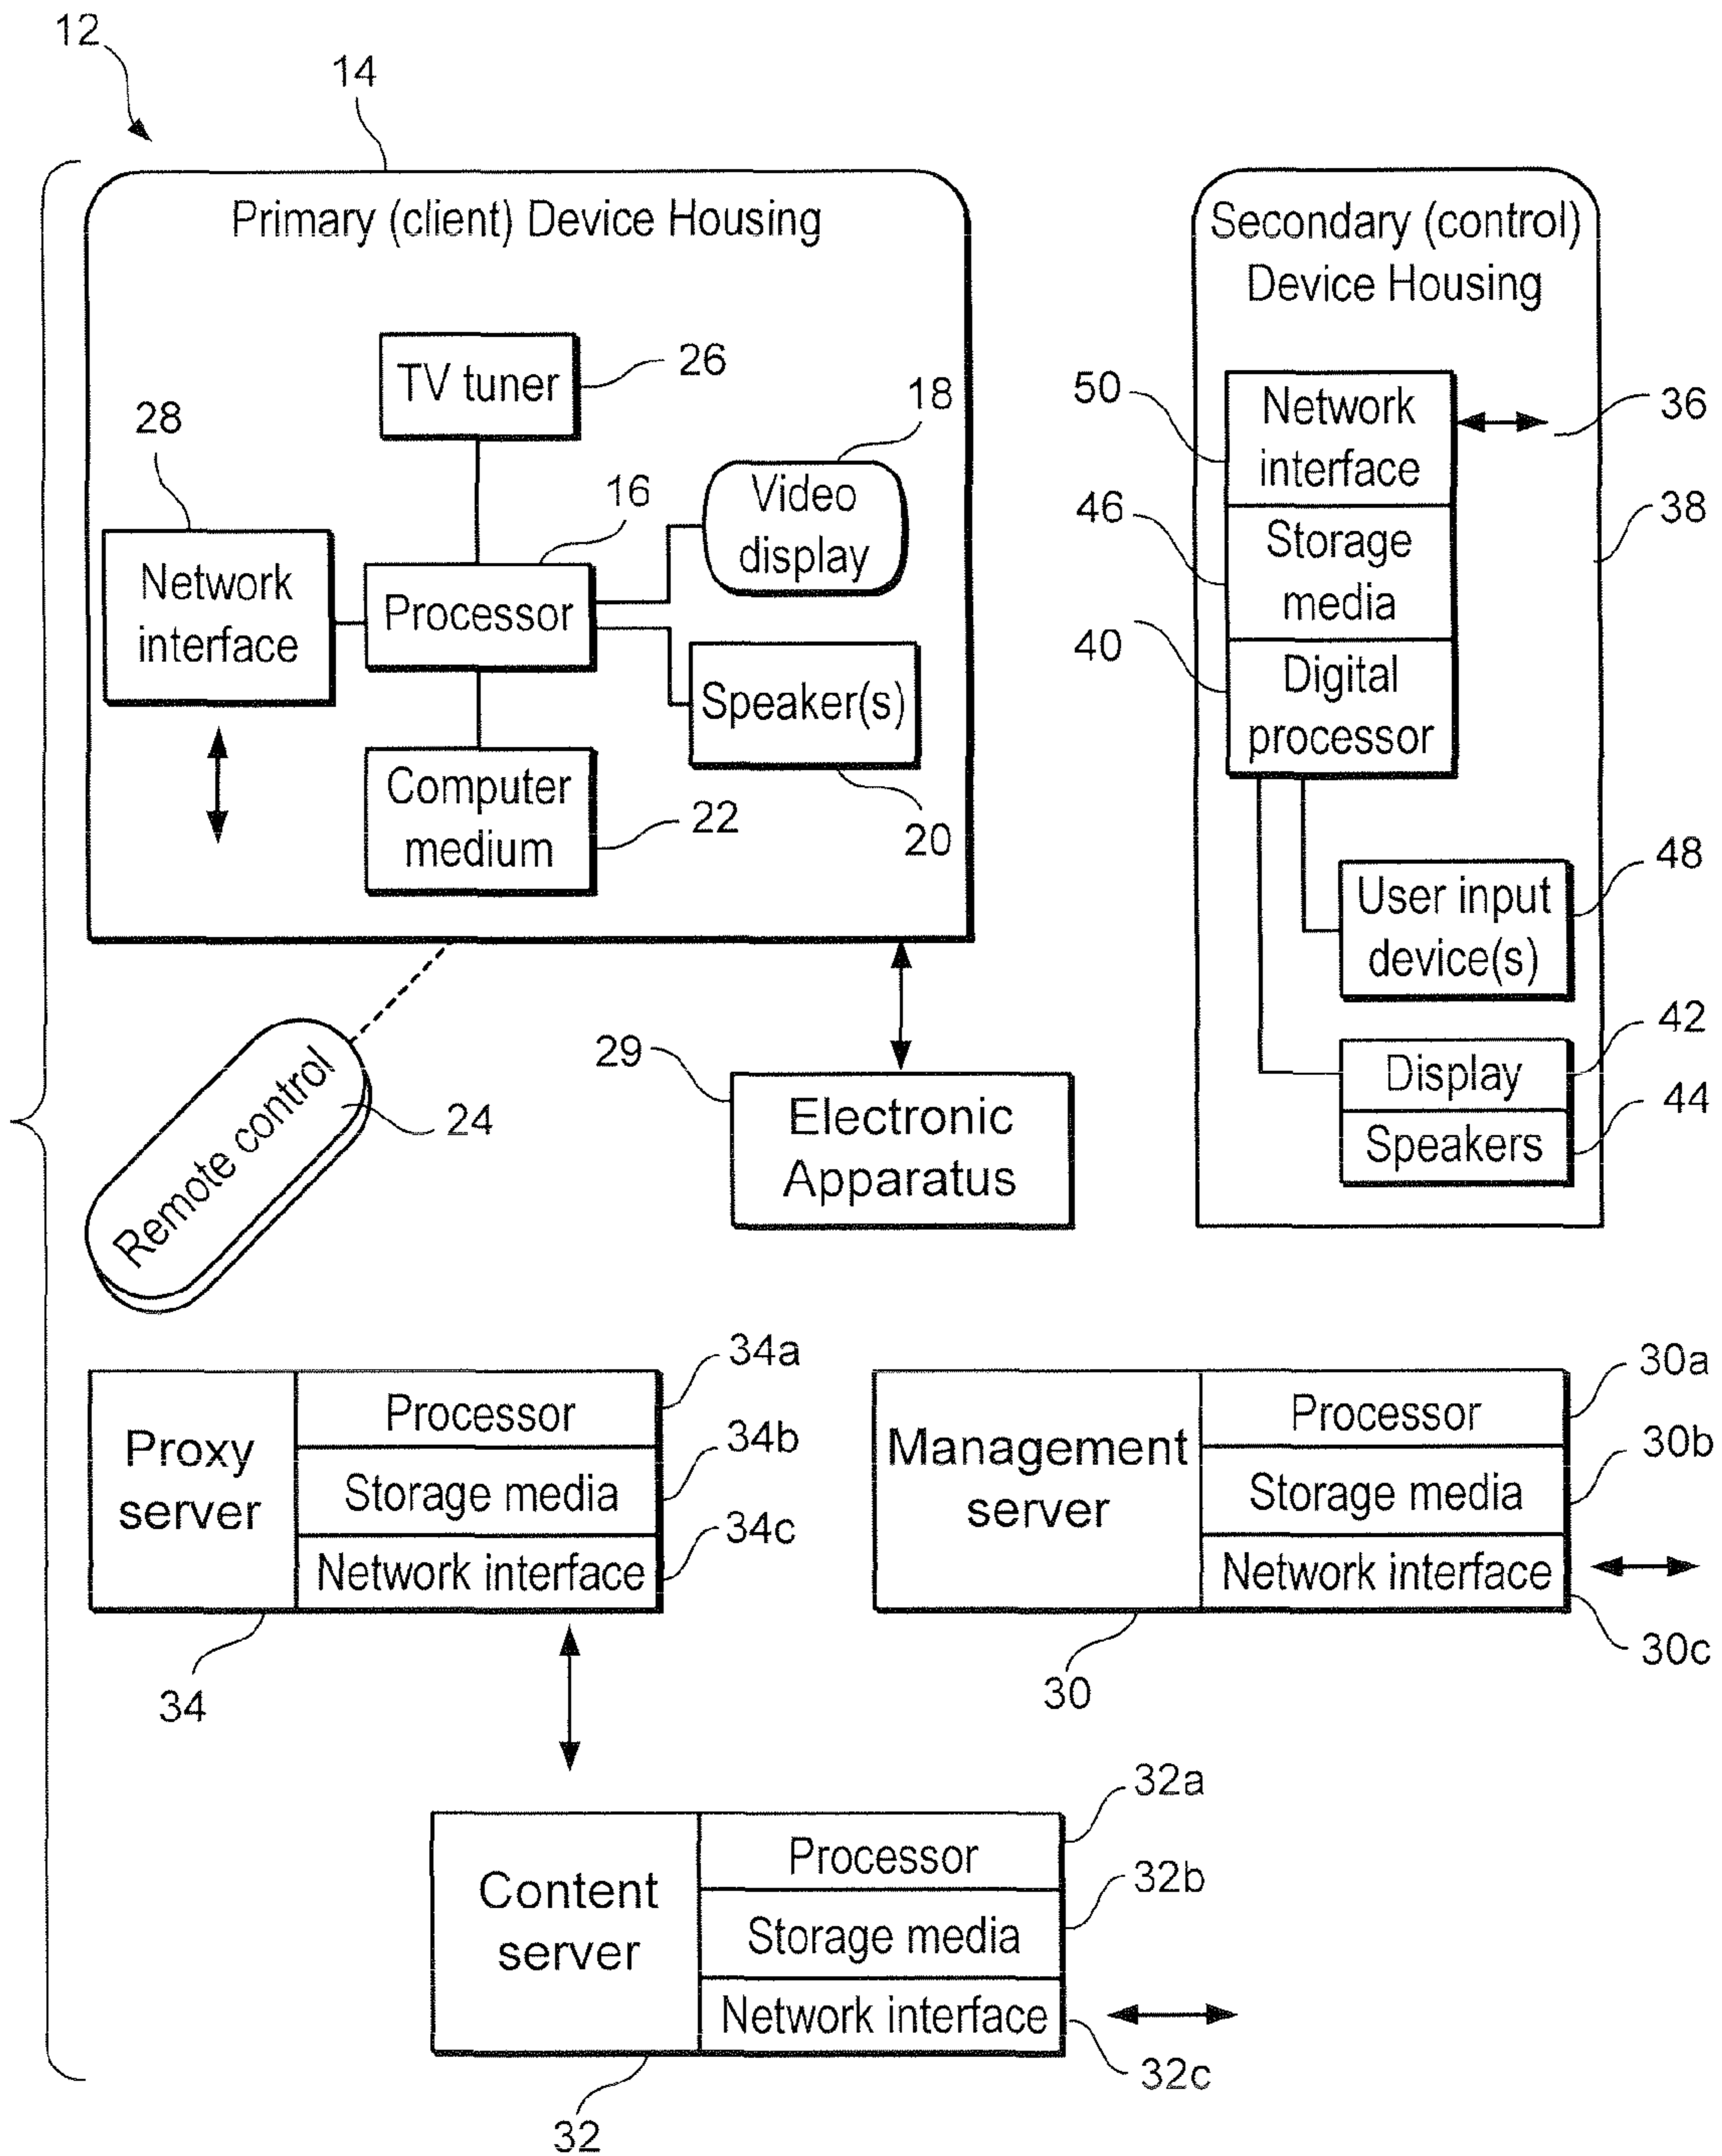 12
14
Primary (client) Device Housing
TV tuner
26
28
Network
interface
16
Processor
18
Video
display
Speaker(s)
20
Computer
medium
22
Remote control
24
29
Electronic
Apparatus
Secondary (control)
Device Housing
50
Network
interface
36
46
Storage
media
38
40
Digital
processor
User input
device(s)
48
Display
42
Speakers
44
Proxy
server
Processor
34a
Storage media
34b
Network interface
34c
34
Management
server
Processor
30a
Storage media
30b
Network interface
30c
30
Content
server
Processor
32a
Storage media
32b
Network interface
32c
32